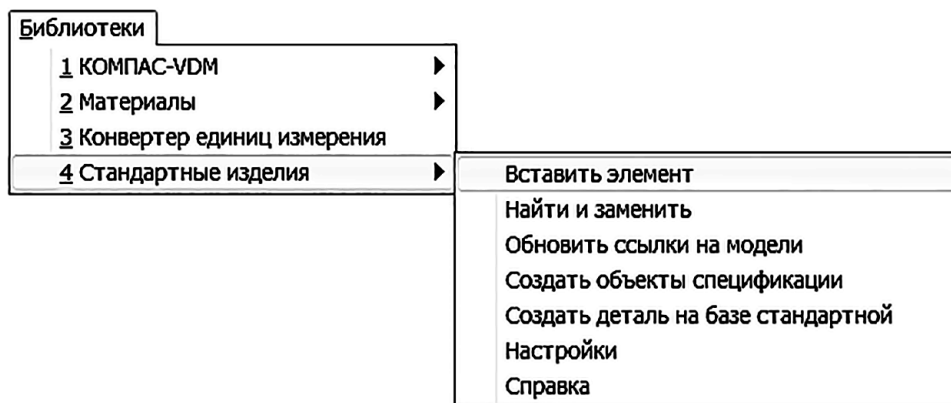 Библиотеки
1 КОМПАС-VDM
2 Материалы
3 Конвертер единиц измерения
4 Стандартные изделия
Вставить элемент
Найти и заменить
Обновить ссылки на модели
Создать объекты спецификации
Создать деталь на базе стандартной
Настройки
Справка